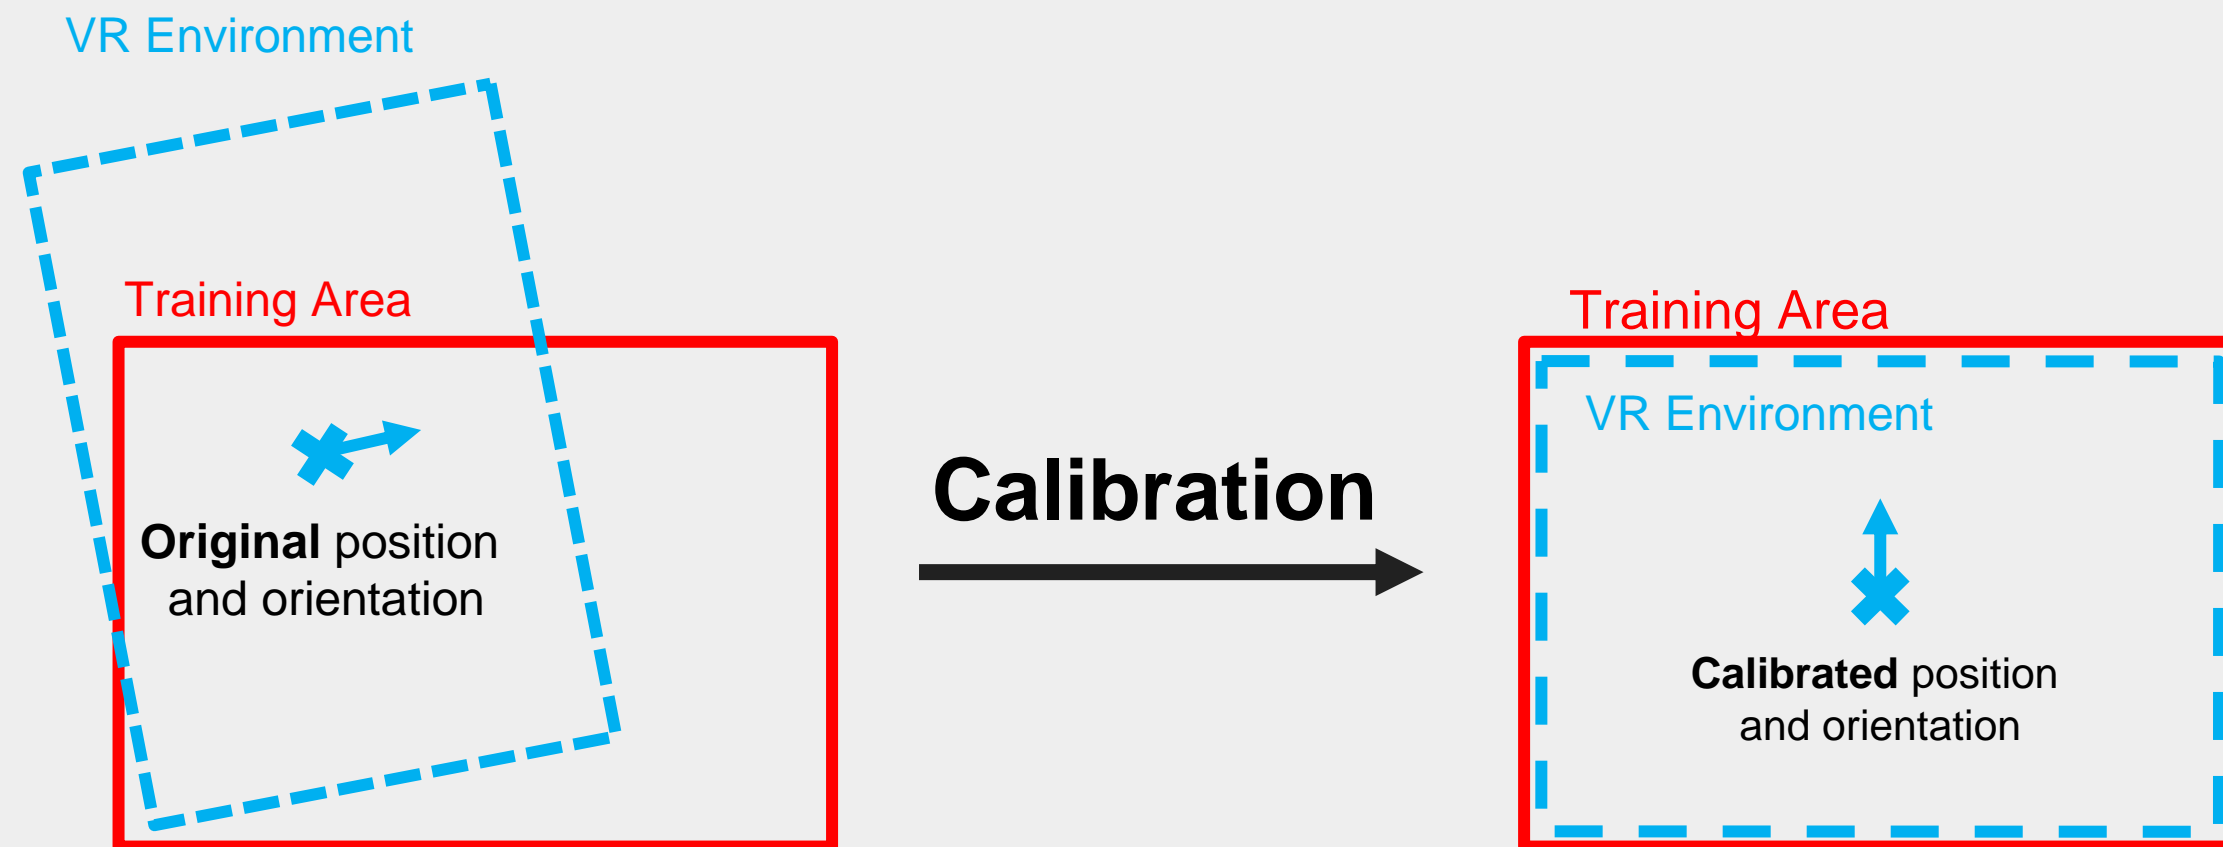 VR Environment
Training Area
Original position
and orientation
Calibration
Training Area
VR Environment
Calibrated position
and orientation